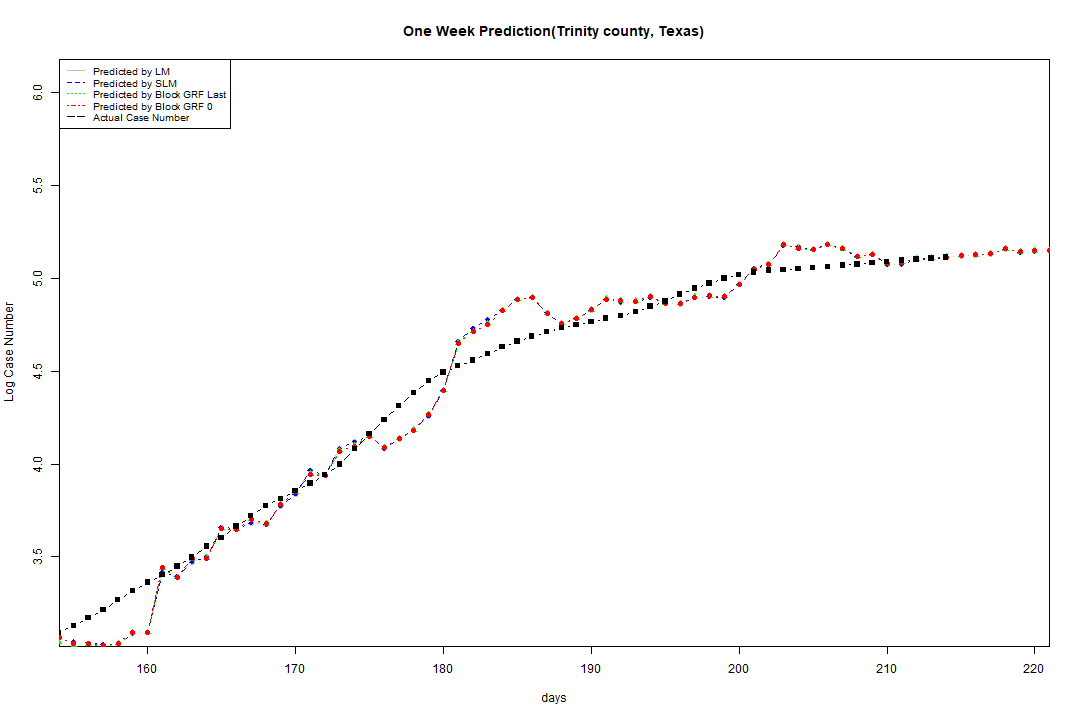 One Week Prediction(Trinity county, Texas)
Predicted by LM
Predicted by SLM
Predicted by Block GRF Last
Predicted by Block GRF 0
Actual Case Number
6.0
5.5
5.0
4.5
4.0
3.5
Log Case Number
160 170 180 190 200 210 220
days